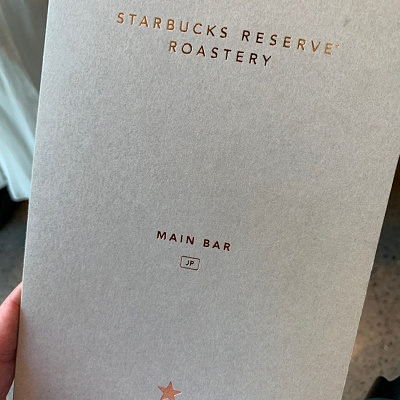 STARBUCKS RESERVE®
ROASTERY
MAIN BAR
JP